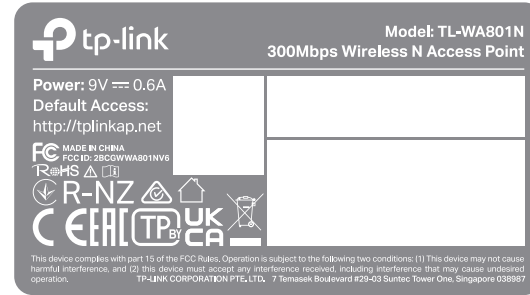 tp-link
Model: TL-WA801N
300Mbps Wireless N Access Point
Power: 9V ⎓ 0.6A
Default Access:
http://tplinkap.net
FC MADE IN CHINA
FCC ID: 2BCGWWA801NV6
RoHS
R-NZ
CE EAC TP BY UK CA
This device complies with part 15 of the FCC Rules. Operation is subject to the following two conditions: (1) This device may not cause
harmful interference, and (2) this device must accept any interference received, including interference that may cause undesired
operation. TP-LINK CORPORATION PTE. LTD. 7 Temasek Boulevard #29-03 Suntec Tower One, Singapore 038987